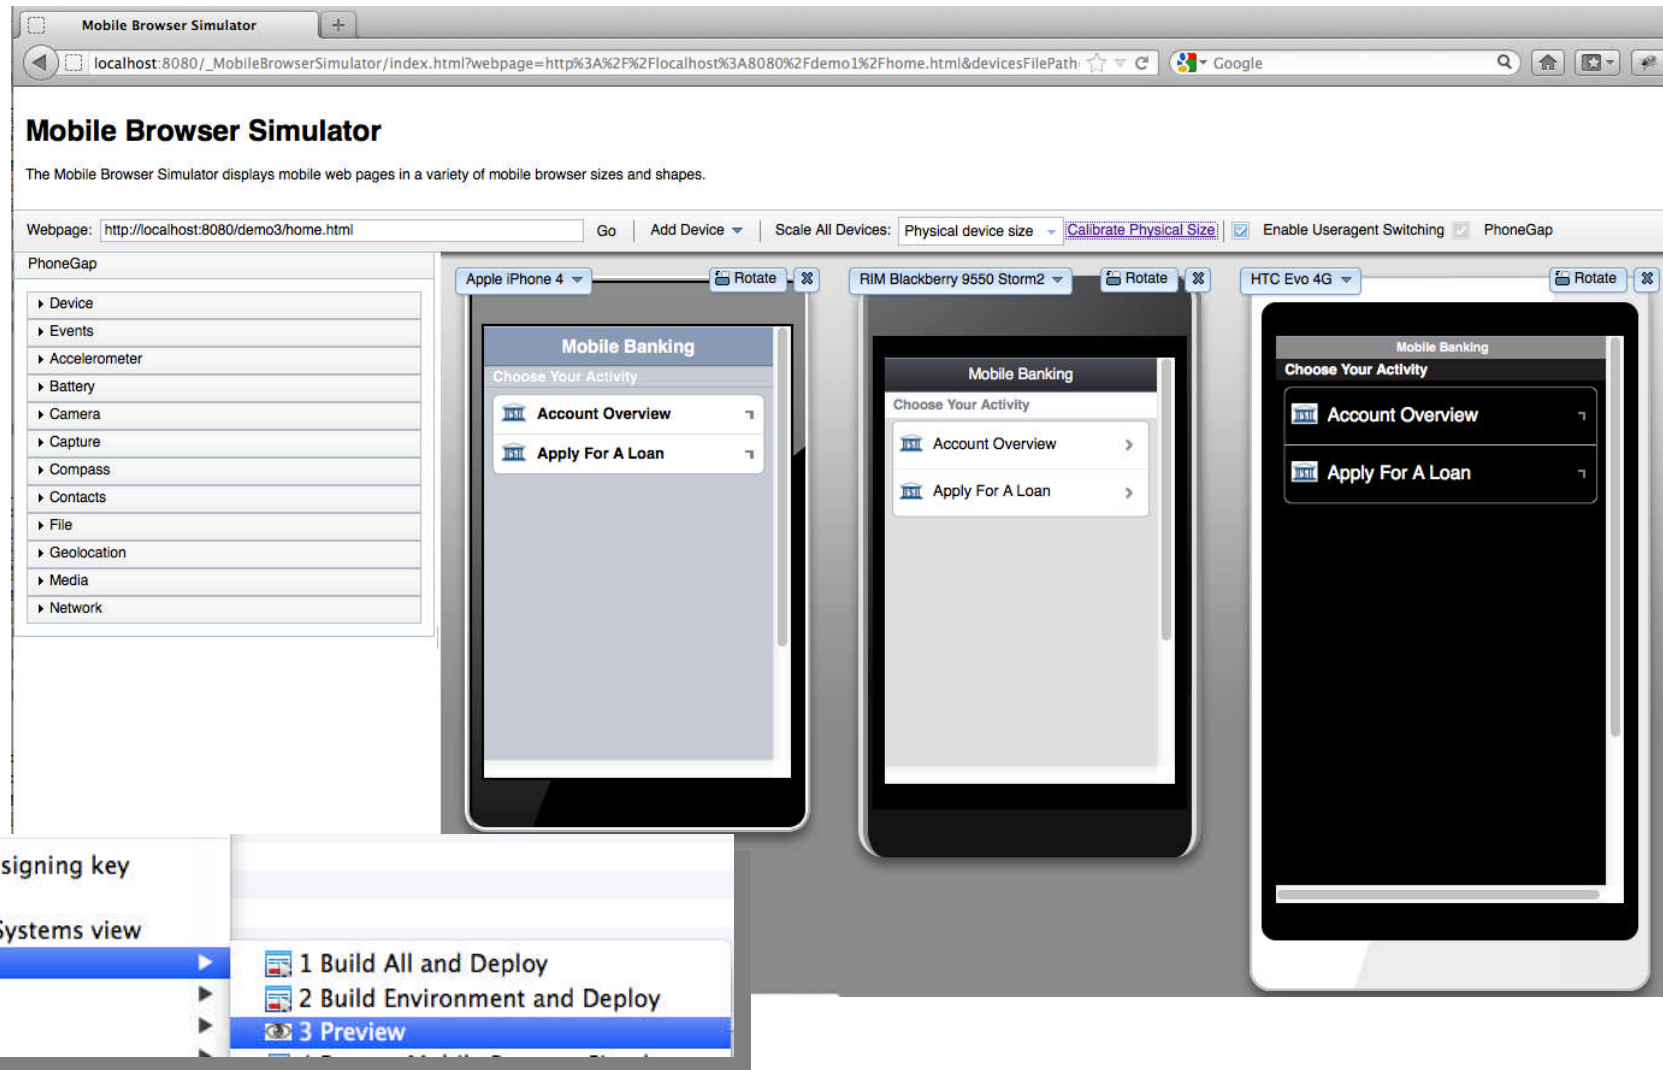 Mobile Browser Simulator
localhost:8080/_MobileBrowserSimulator/index.html?webpage=http%3A%2F%2Flocalhost%3A8080%2Fdemo1%2Fhome.html&devicesFilePath
Google
Mobile Browser Simulator
The Mobile Browser Simulator displays mobile web pages in a variety of mobile browser sizes and shapes.
Webpage: http://localhost:8080/demo3/home.html Go Add Device Scale All Devices: Physical device size Calibrate Physical Size Enable Useragent Switching PhoneGap
PhoneGap
Device
Events
Accelerometer
Battery
Camera
Capture
Compass
Contacts
File
Geolocation
Media
Network
Apple iPhone 4 Rotate
Mobile Banking
Choose Your Activity
Account Overview
Apply For A Loan
RIM Blackberry 9550 Storm2 Rotate
Mobile Banking
Choose Your Activity
Account Overview
Apply For A Loan
HTC Evo 4G Rotate
Mobile Banking
Choose Your Activity
Account Overview
Apply For A Loan
signing key
Systems view
1 Build All and Deploy
2 Build Environment and Deploy
3 Preview